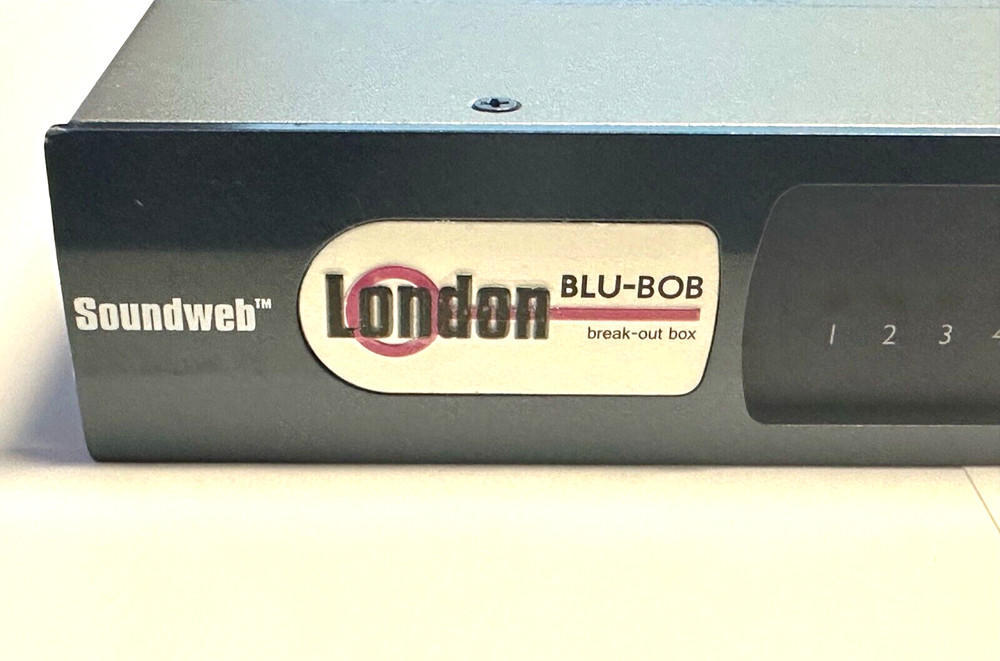 Soundweb™
London
BLU-BOB
break-out box
1 2 3